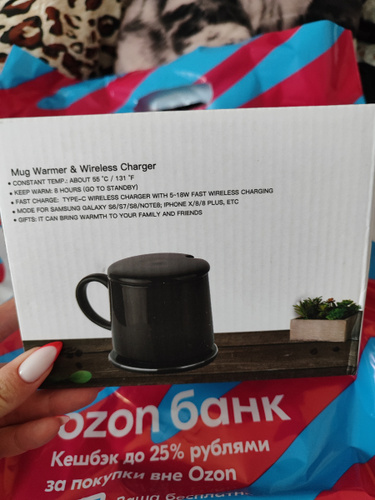 Mug Warmer & Wireless Charger
• CONSTANT TEMP.: ABOUT 55 °C / 131 °F
• KEEP WARM: 8 HOURS (GO TO STANDBY)
• FAST CHARGE: TYPE-C WIRELESS CHARGER WITH 5-18W FAST WIRELESS CHARGING
• MODE FOR SAMSUNG GALAXY S6/S7/S8/NOTE8; IPHONE X/8/8 PLUS, ETC
• GIFTS: IT CAN BRING WARMTH TO YOUR FAMILY AND FRIENDS
ozon банк
Кешбэк до 25% рублями
за покупки вне Ozon